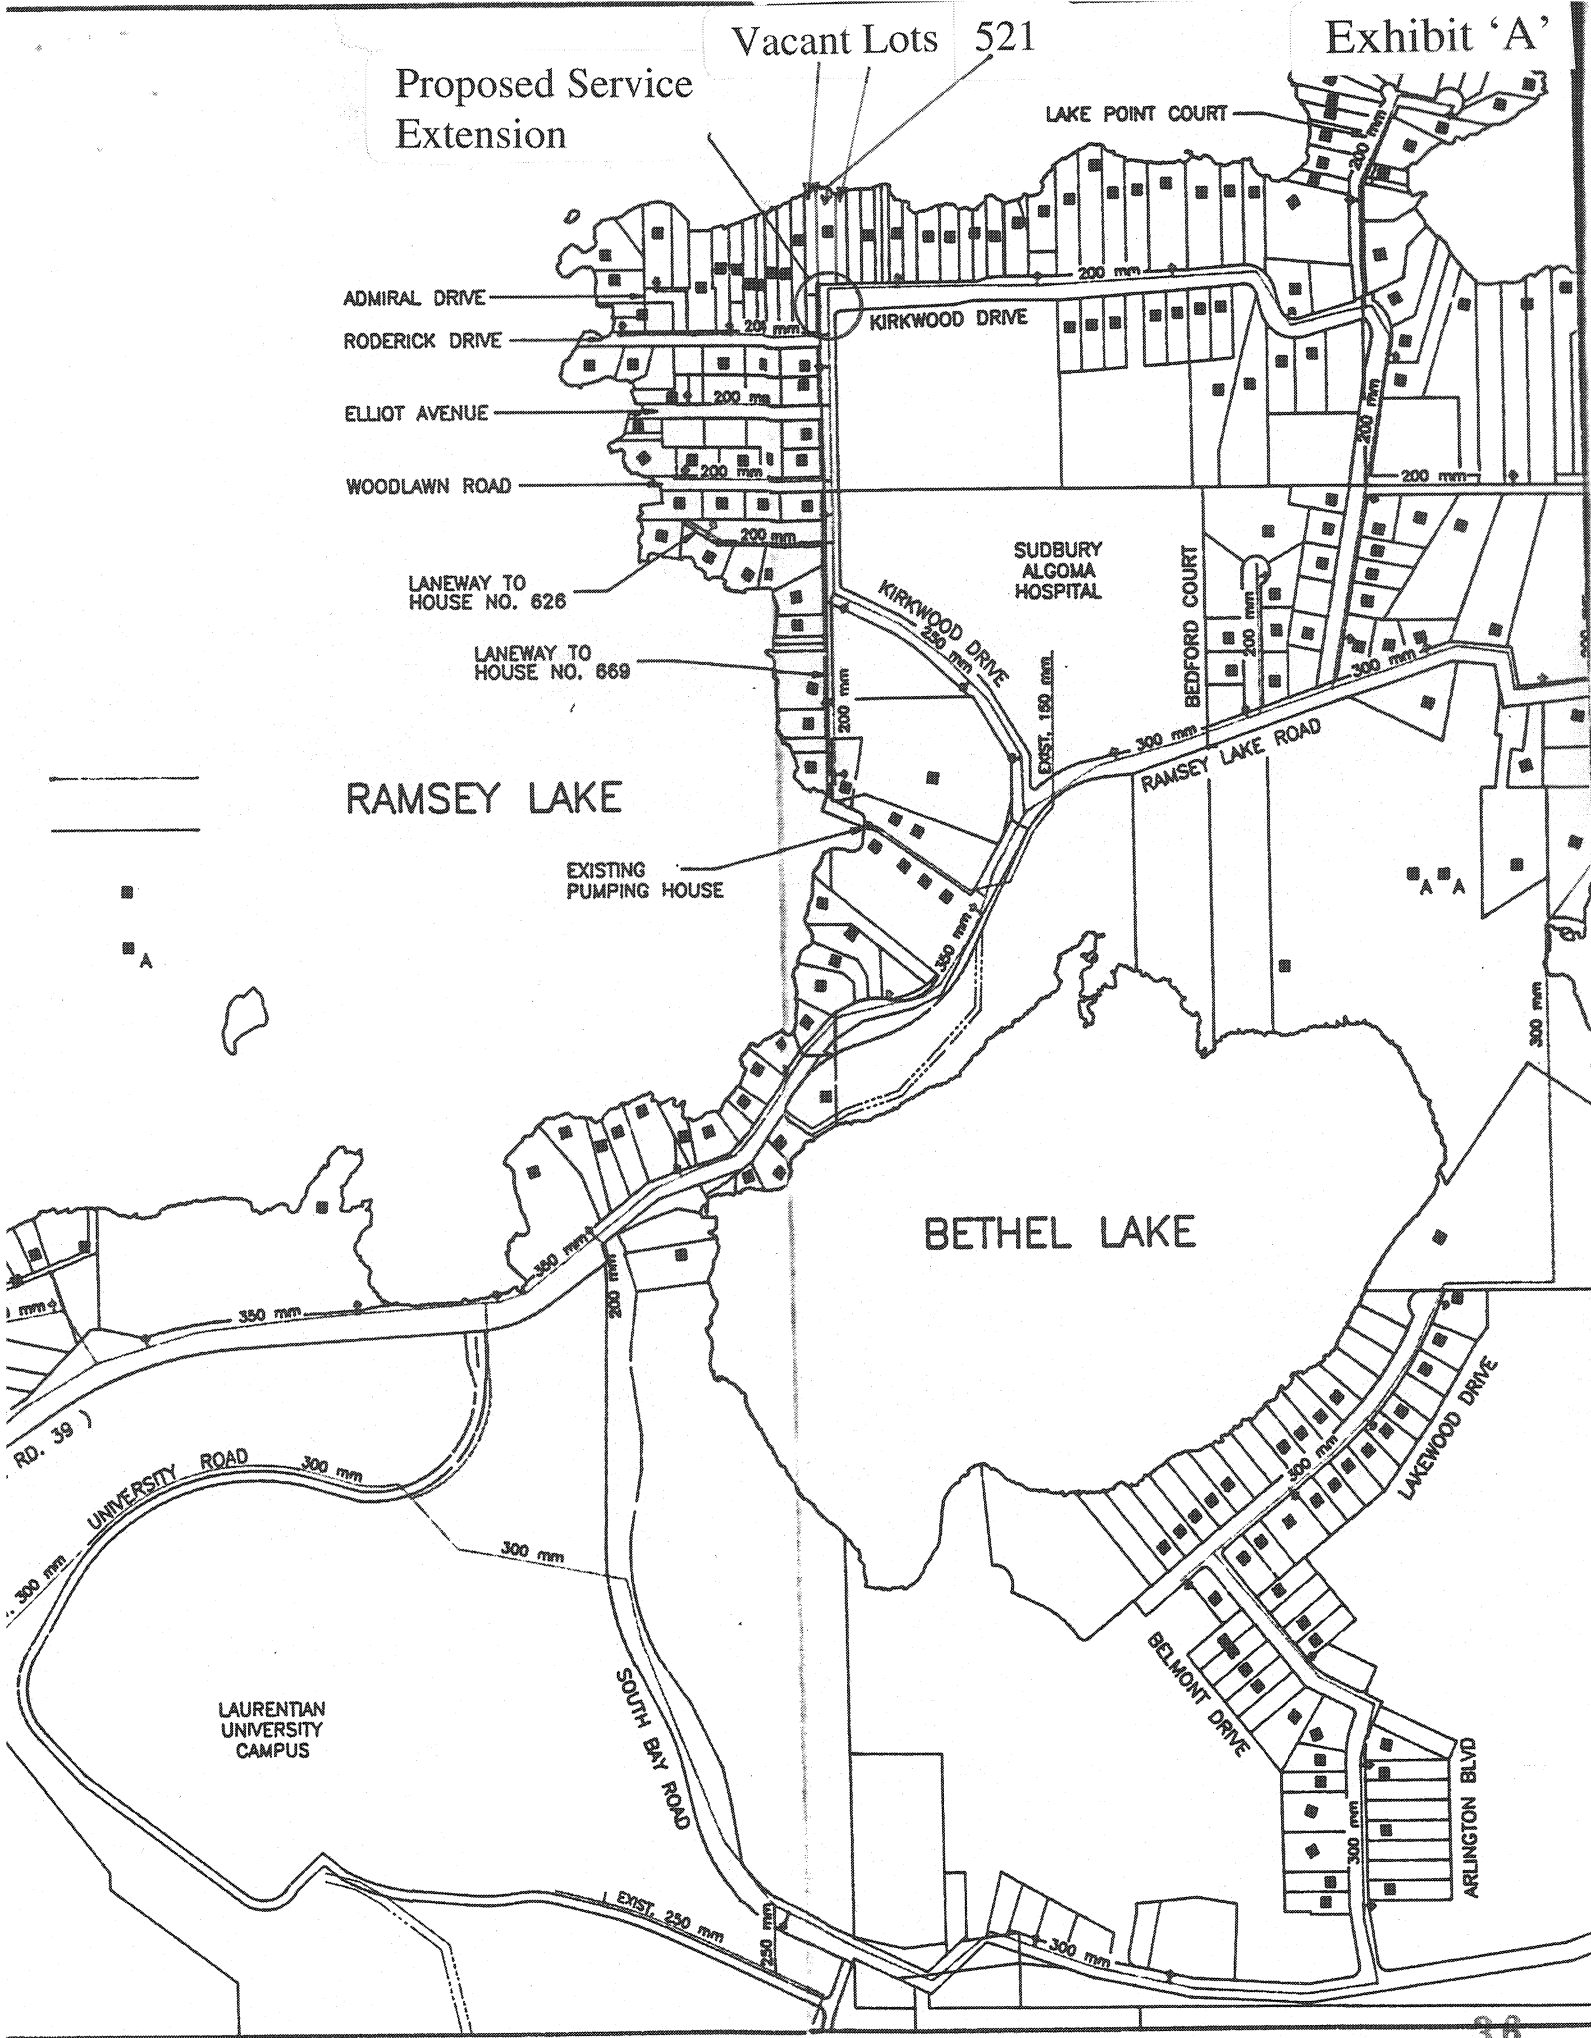 Vacant Lots 521
Exhibit ‘A’
Proposed Service
Extension
LAKE POINT COURT
200 mm
200 mm
ADMIRAL DRIVE
KIRKWOOD DRIVE
RODERICK DRIVE
200 mm
ELLIOT AVENUE
200 mm
200 mm
WOODLAWN ROAD
200 mm
200 mm
200 mm
SUDBURY
ALGOMA
HOSPITAL
BEDFORD COURT
200 mm
LANEWAY TO
HOUSE NO. 626
KIRKWOOD DRIVE
250 mm
LANEWAY TO
HOUSE NO. 669
200 mm
EXIST. 150 mm
300 mm
300 mm
RAMSEY LAKE ROAD
RAMSEY LAKE
EXISTING
PUMPING HOUSE
A A
A
350 mm
300 mm
BETHEL LAKE
350 mm
200 mm
mm
350 mm
RD. 39 )
UNIVERSITY ROAD
300 mm
300 mm
300 mm
300 mm
LAKEWOOD DRIVE
BELMONT DRIVE
SOUTH BAY ROAD
LAURENTIAN
UNIVERSITY
CAMPUS
ARLINGTON BLVD
300 mm
EXIST. 250 mm
250 mm
300 mm